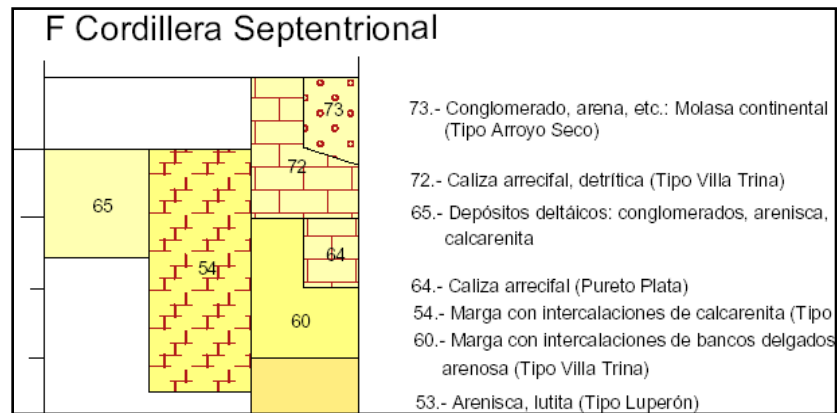 F Cordillera Septentrional
73
72
65
64
54
60
73.- Conglomerado, arena, etc.: Molasa continental
(Tipo Arroyo Seco)
72.- Caliza arrecifal, detrítica (Tipo Villa Trina)
65.- Depósitos deltáicos: conglomerados, arenisca,
calcarenita
64.- Caliza arrecifal (Pureto Plata)
54.- Marga con intercalaciones de calcarenita (Tipo
60.- Marga con intercalaciones de bancos delgados
arenosa (Tipo Villa Trina)
53.- Arenisca, lutita (Tipo Luperón)